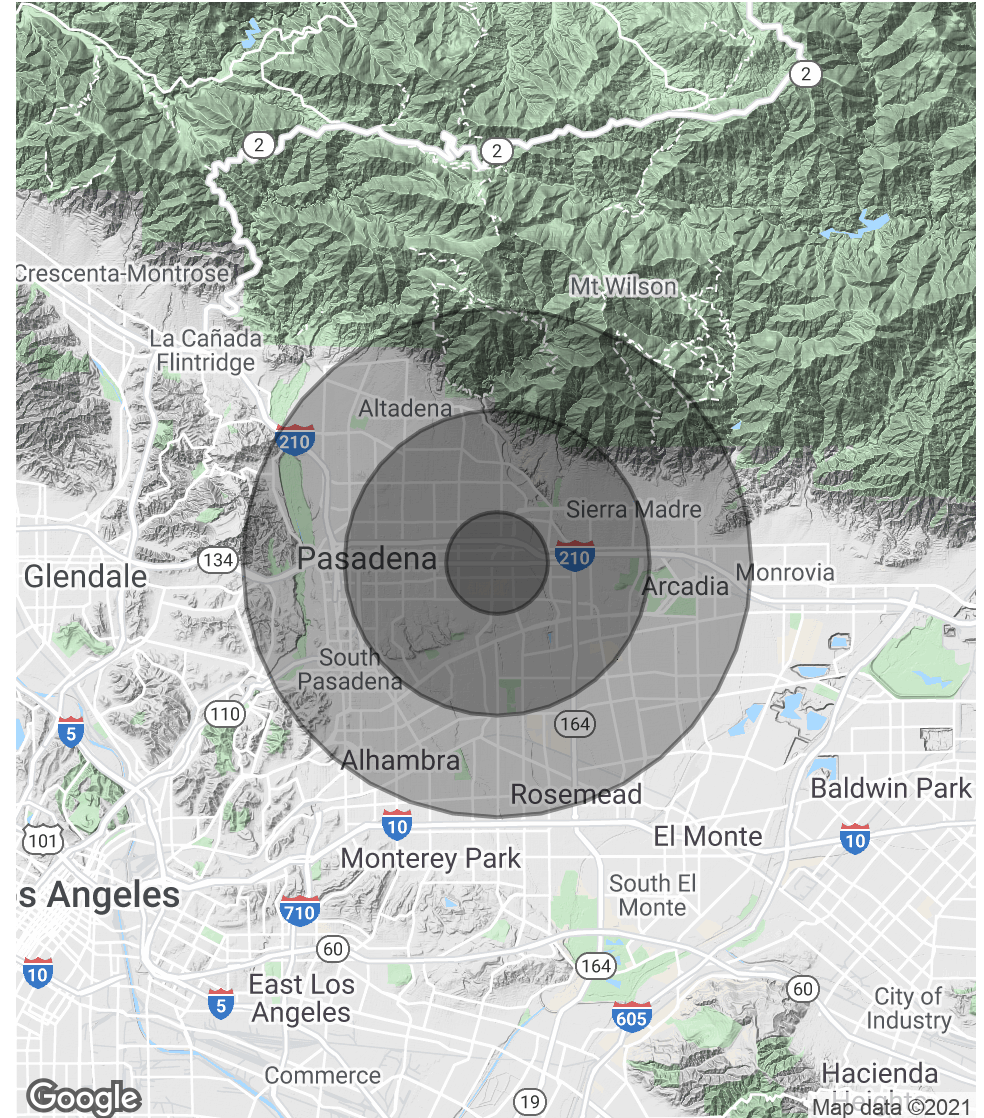 2
2
2
Crescenta-Montrose
Mt Wilson
La Cañada
Flintridge
Altadena
210
Sierra Madre
134
Pasadena
210
Glendale
Arcadia
Monrovia
South
Pasadena
110
5
164
Alhambra
Rosemead
Baldwin Park
10
101
El Monte
10
Monterey Park
s Angeles
South El
Monte
710
60
164
10
East Los
Angeles
5
60
City of
Industry
605
Commerce
Hacienda
Heights
Google
19
Map data ©2021